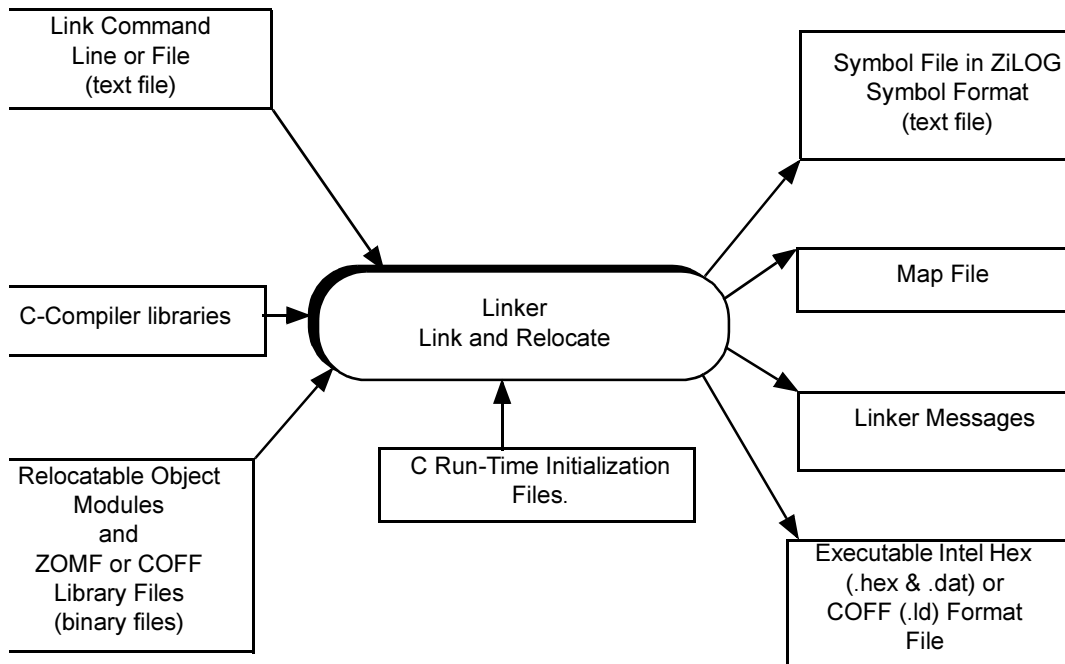 Link Command
Line or File
(text file)
C-Compiler libraries
Relocatable Object
Modules
and
ZOMF or COFF
Library Files
(binary files)
Linker
Link and Relocate
C Run-Time Initialization
Files.
Symbol File in ZiLOG
Symbol Format
(text file)
Map File
Linker Messages
Executable Intel Hex
(.hex & .dat) or
COFF (.ld) Format
File